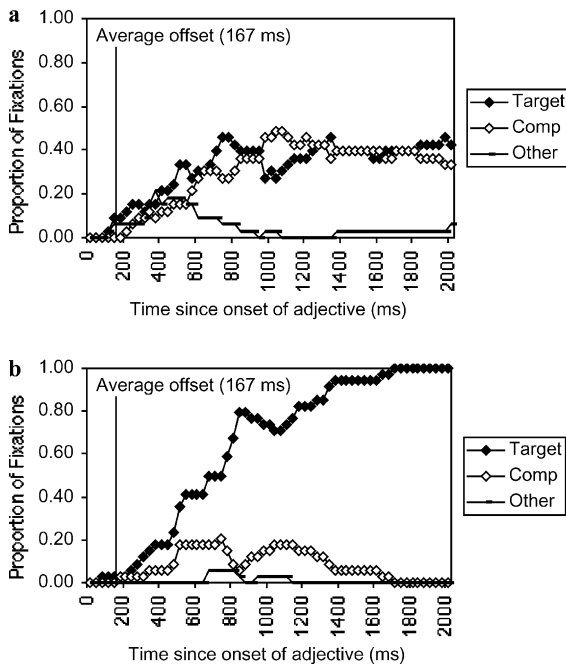 a
Average offset (167 ms)
Proportion of Fixations
1.00
0.80
0.60
0.40
0.20
0.00
0
200
400
600
800
1000
1200
1400
1600
1800
2000
Time since onset of adjective (ms)
Target
Comp
Other
b
Average offset (167 ms)
Proportion of Fixations
1.00
0.80
0.60
0.40
0.20
0.00
0
200
400
600
800
1000
1200
1400
1600
1800
2000
Time since onset of adjective (ms)
Target
Comp
Other